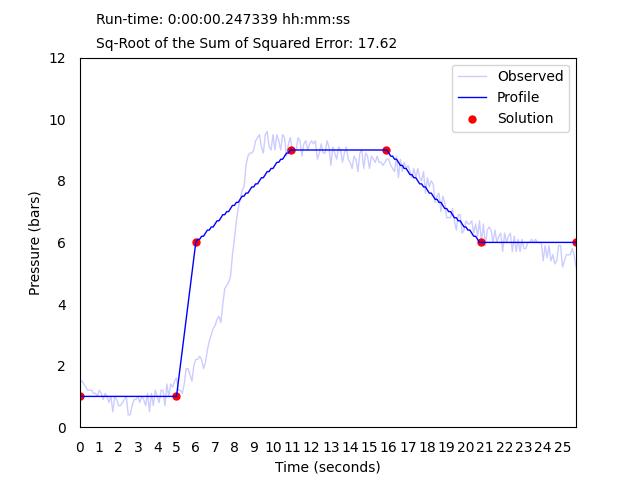 Run-time: 0:00:00.247339 hh:mm:ss
Sq-Root of the Sum of Squared Error: 17.62
Observed
Profile
Solution
12
10
8
6
4
2
0
Pressure (bars)
0 1 2 3 4 5 6 7 8 9 10 11 12 13 14 15 16 17 18 19 20 21 22 23 24 25
Time (seconds)